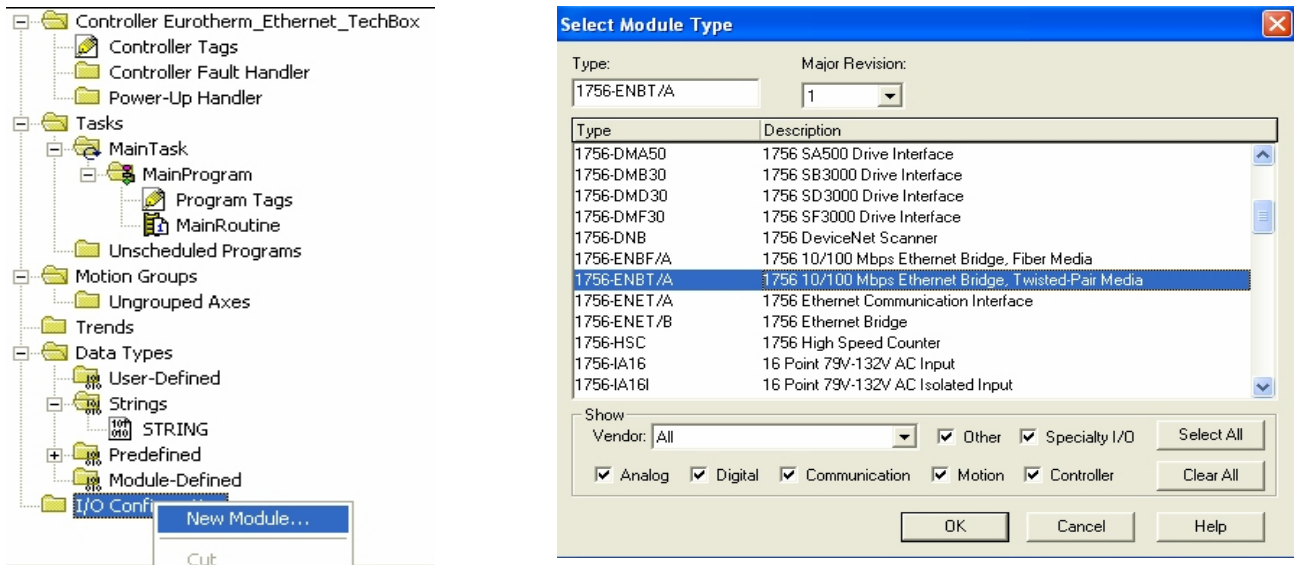 Controller Eurotherm_Ethernet_TechBox
Controller Tags
Controller Fault Handler
Power-Up Handler
Tasks
MainTask
MainProgram
Program Tags
MainRoutine
Unscheduled Programs
Motion Groups
Ungrouped Axes
Trends
Data Types
User-Defined
Strings
STRING
Predefined
Module-Defined
I/O Confi
New Module...
Cut
Select Module Type
Type: Major Revision:
1756-ENBT/A 1
Type Description
1756-DMA50 1756 SA500 Drive Interface
1756-DMB30 1756 SB3000 Drive Interface
1756-DMD30 1756 SD3000 Drive Interface
1756-DMF30 1756 SF3000 Drive Interface
1756-DNB 1756 DeviceNet Scanner
1756-ENBF/A 1756 10/100 Mbps Ethernet Bridge, Fiber Media
1756-ENBT/A 1756 10/100 Mbps Ethernet Bridge, Twisted-Pair Media
1756-ENET/A 1756 Ethernet Communication Interface
1756-ENET/B 1756 Ethernet Bridge
1756-HSC 1756 High Speed Counter
1756-IA16 16 Point 79V-132V AC Input
1756-IA16I 16 Point 79V-132V AC Isolated Input
Show
Vendor: All Other Specialty I/O Select All
Analog Digital Communication Motion Controller Clear All
OK Cancel Help